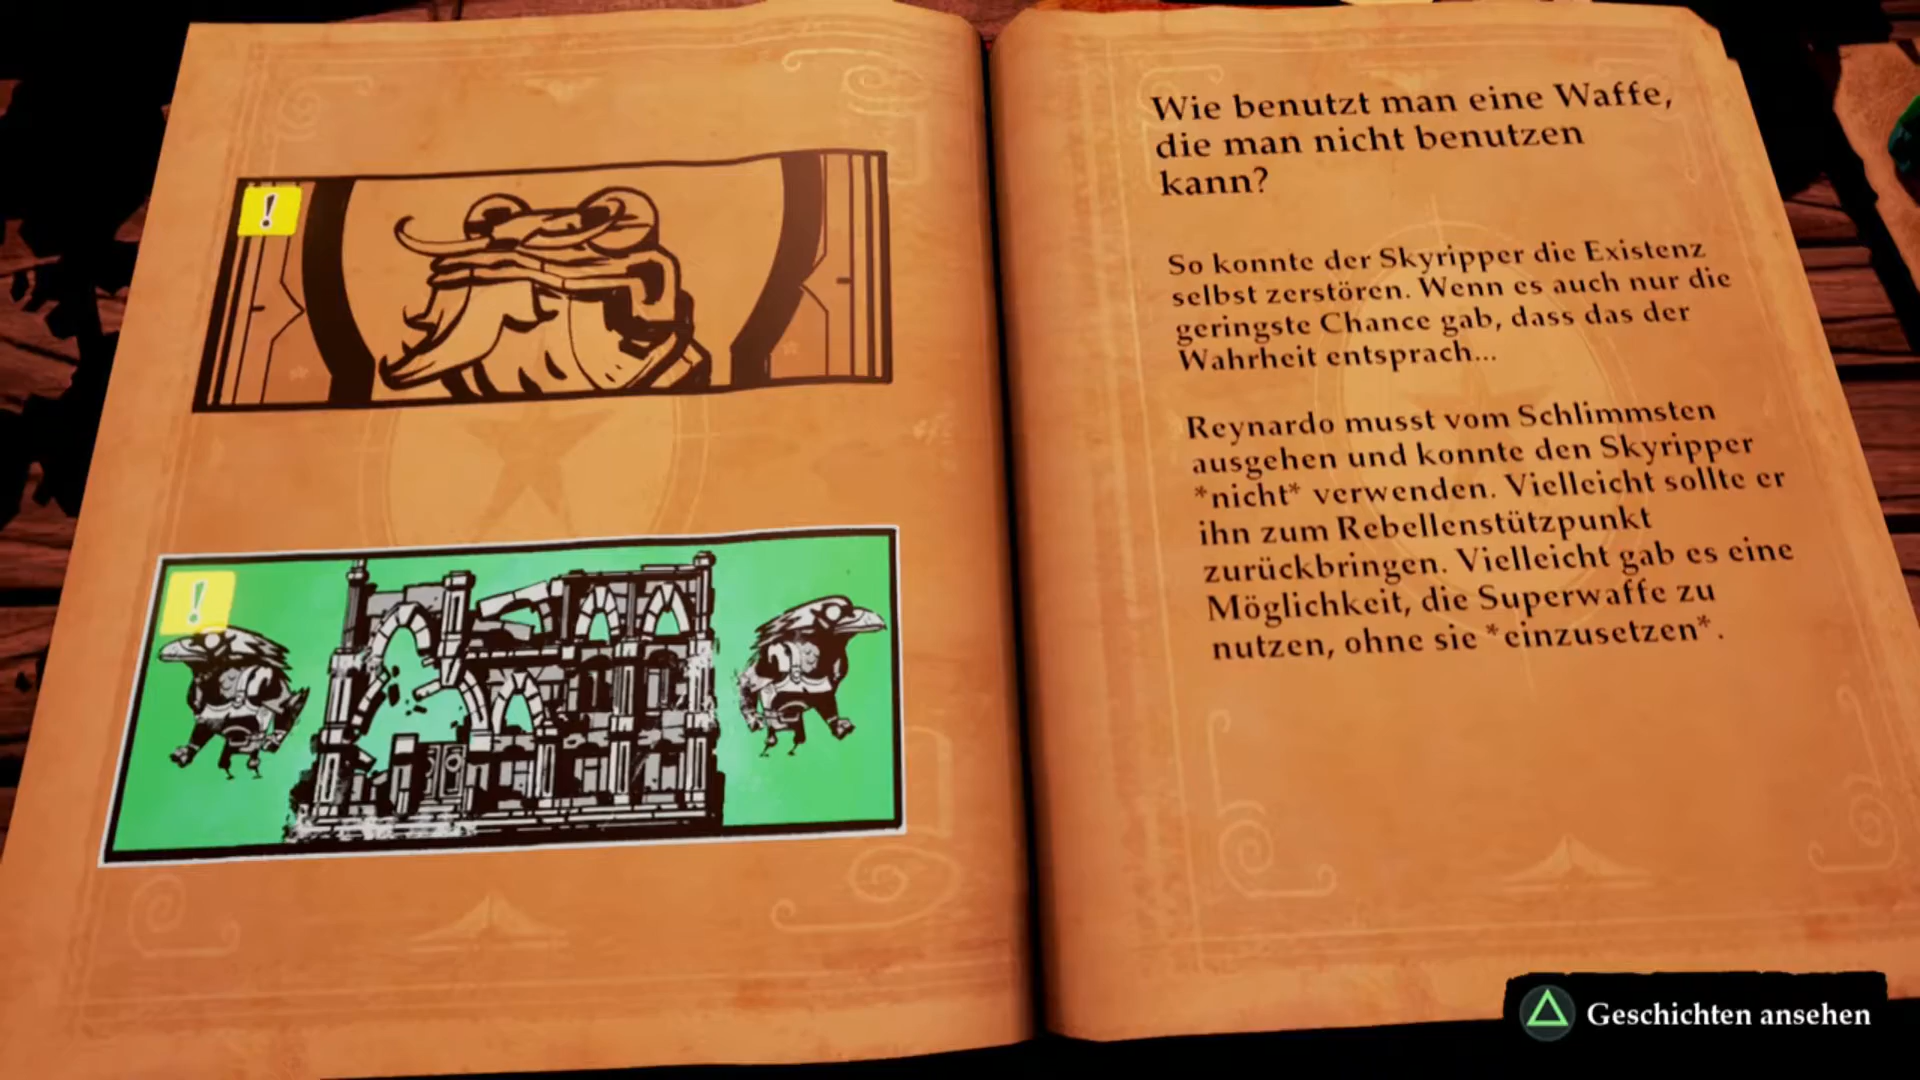 !
Wie benutzt man eine Waffe,
die man nicht benutzen
kann?
So konnte der Skyripper die Existenz
selbst zerstören. Wenn es auch nur die
geringste Chance gab, dass das der
Wahrheit entsprach...
Reynardo musst vom Schlimmsten
ausgehen und konnte den Skyripper
*nicht* verwenden. Vielleicht sollte er
ihn zum Rebellenstützpunkt
zurückbringen. Vielleicht gab es eine
Möglichkeit, die Superwaffe zu
nutzen, ohne sie *einzusetzen*.
!
Geschichten ansehen